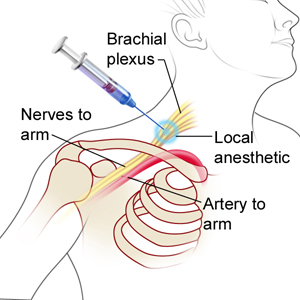 Brachial
plexus
Nerves to
arm
Local
anesthetic
Artery to
arm